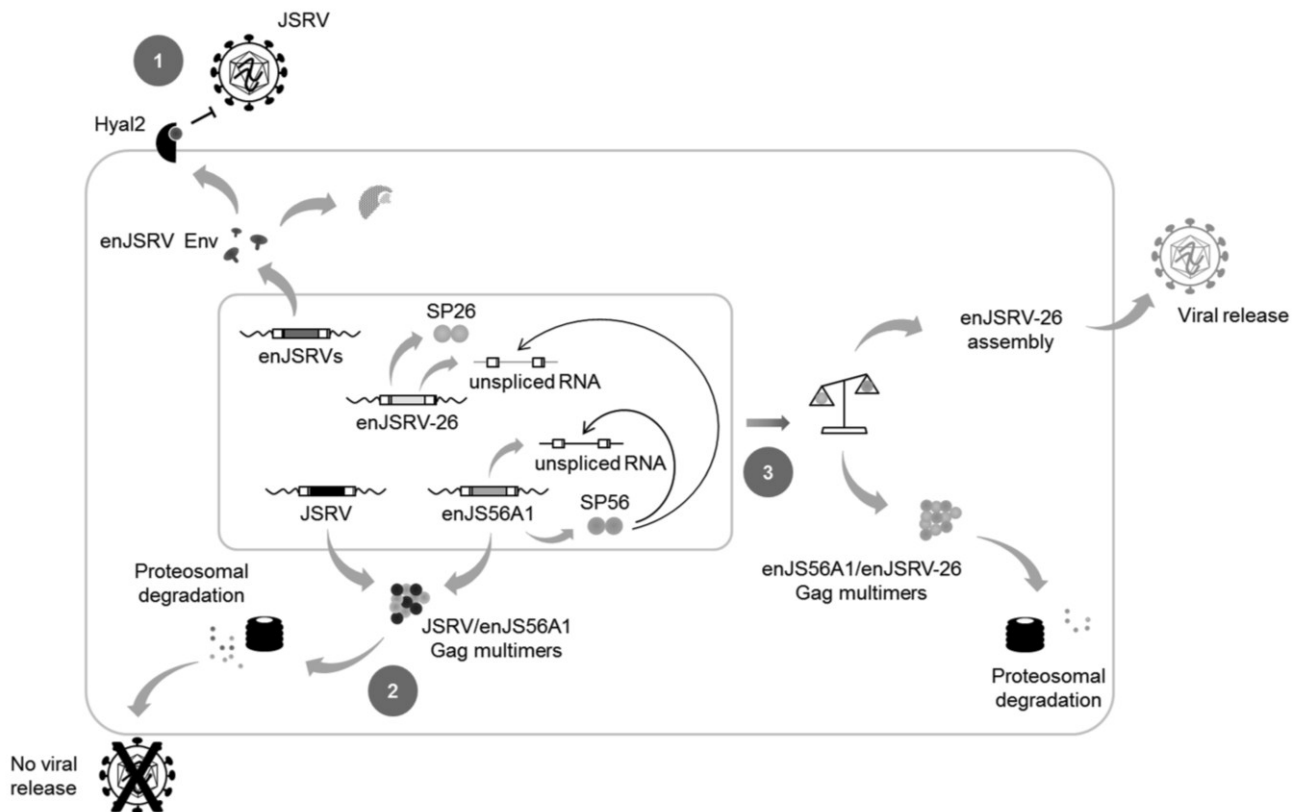 JSRV
1
Hyal2
enJSRV Env
SP26
enJSRVs
unspliced RNA
enJSRV-26
enJSRV-26
assembly
Viral release
unspliced RNA
3
JSRV
enJS56A1
SP56
Proteosomal
degradation
enJS56A1/enJSRV-26
Gag multimers
JSRV/enJS56A1
Gag multimers
2
Proteosomal
degradation
No viral
release